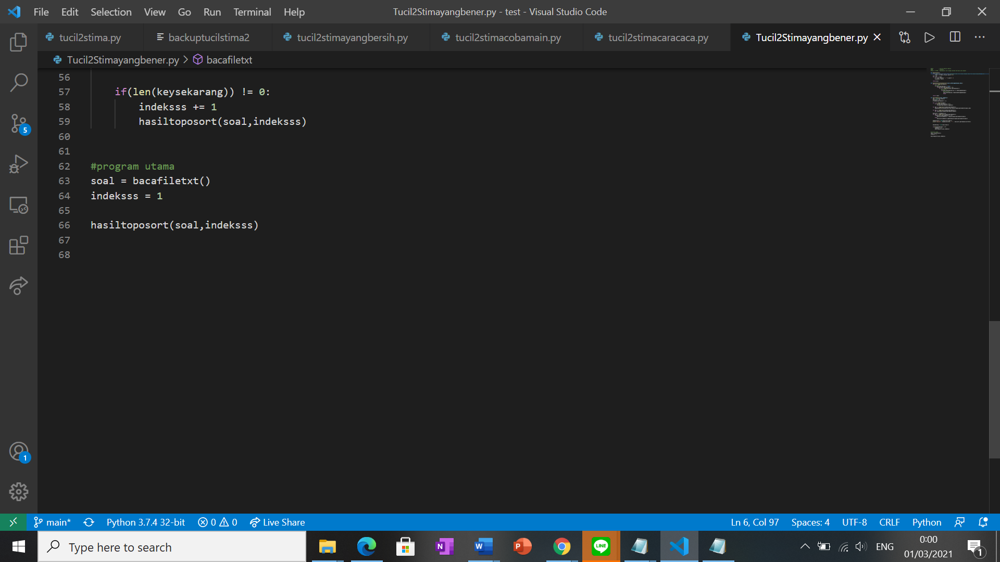 File Edit Selection View Go Run Terminal Help
Tucil2Stimayangbener.py - test - Visual Studio Code
tucil2stima.py
backuptucilstima2
tucil2stimayangbersih.py
tucil2stimacobamain.py
tucil2stimacaracaca.py
Tucil2Stimayangbener.py
Tucil2Stimayangbener.py > bacafiletxt
56
57 if(len(keysekarang)) != 0:
58 indeksss += 1
59 hasiltoposort(soal,indeksss)
60
61
62 #program utama
63 soal = bacafiletxt()
64 indeksss = 1
65
66 hasiltoposort(soal,indeksss)
67
68
5
1
main* Python 3.7.4 32-bit 0 0 Live Share
Ln 6, Col 97 Spaces: 4 UTF-8 CRLF Python
Type here to search
N
W
P
LINE
ENG
0:00
01/03/2021
1